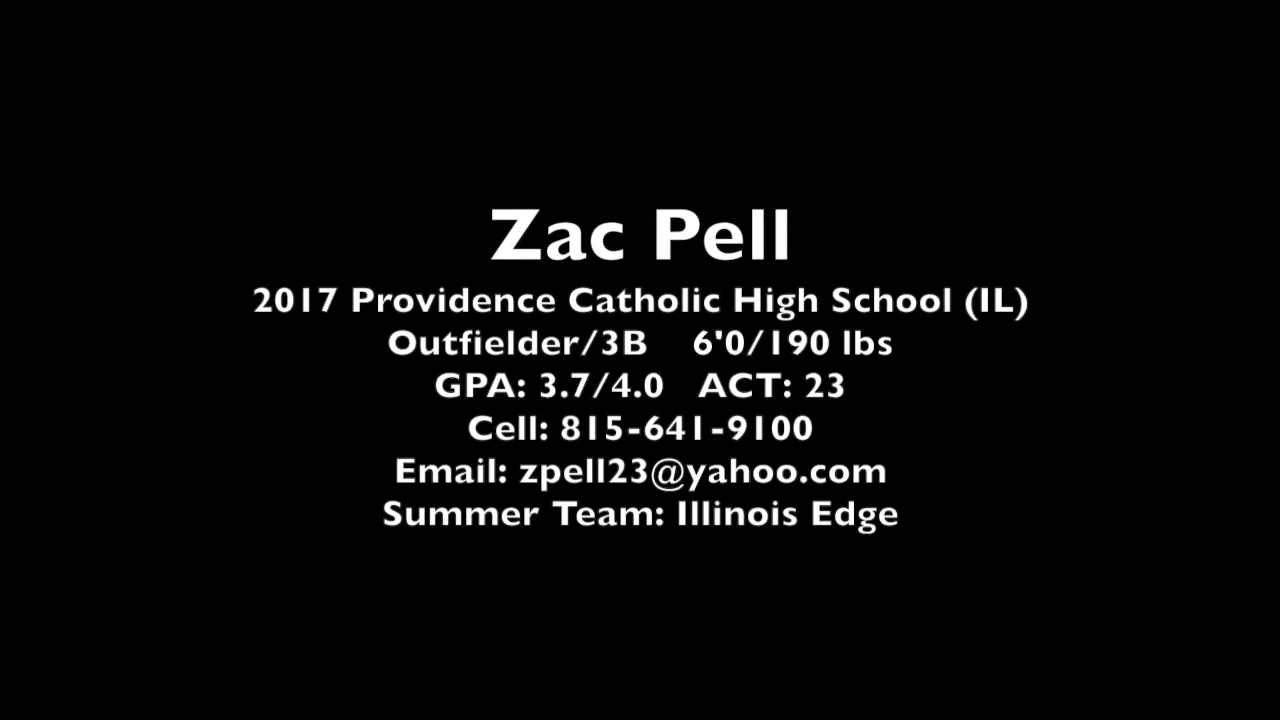 Zac Pell
2017 Providence Catholic High School (IL)
Outfielder/3B 6'0/190 lbs
GPA: 3.7/4.0 ACT: 23
Cell: 815-641-9100
Email: zpell23@yahoo.com
Summer Team: Illinois Edge